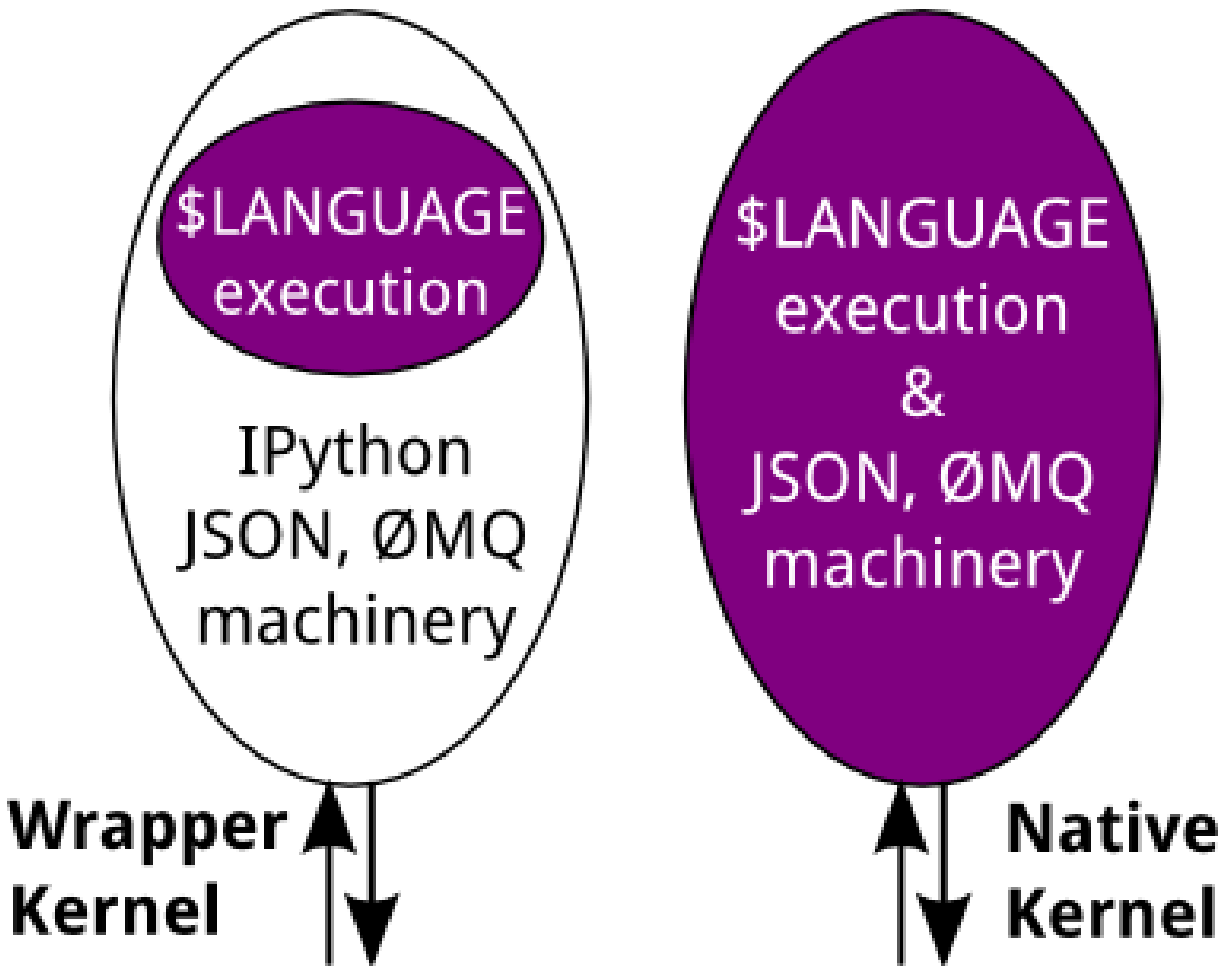 $LANGUAGE
execution
IPython
JSON, ØMQ
machinery
Wrapper
Kernel
$LANGUAGE
execution
&
JSON, ØMQ
machinery
Native
Kernel